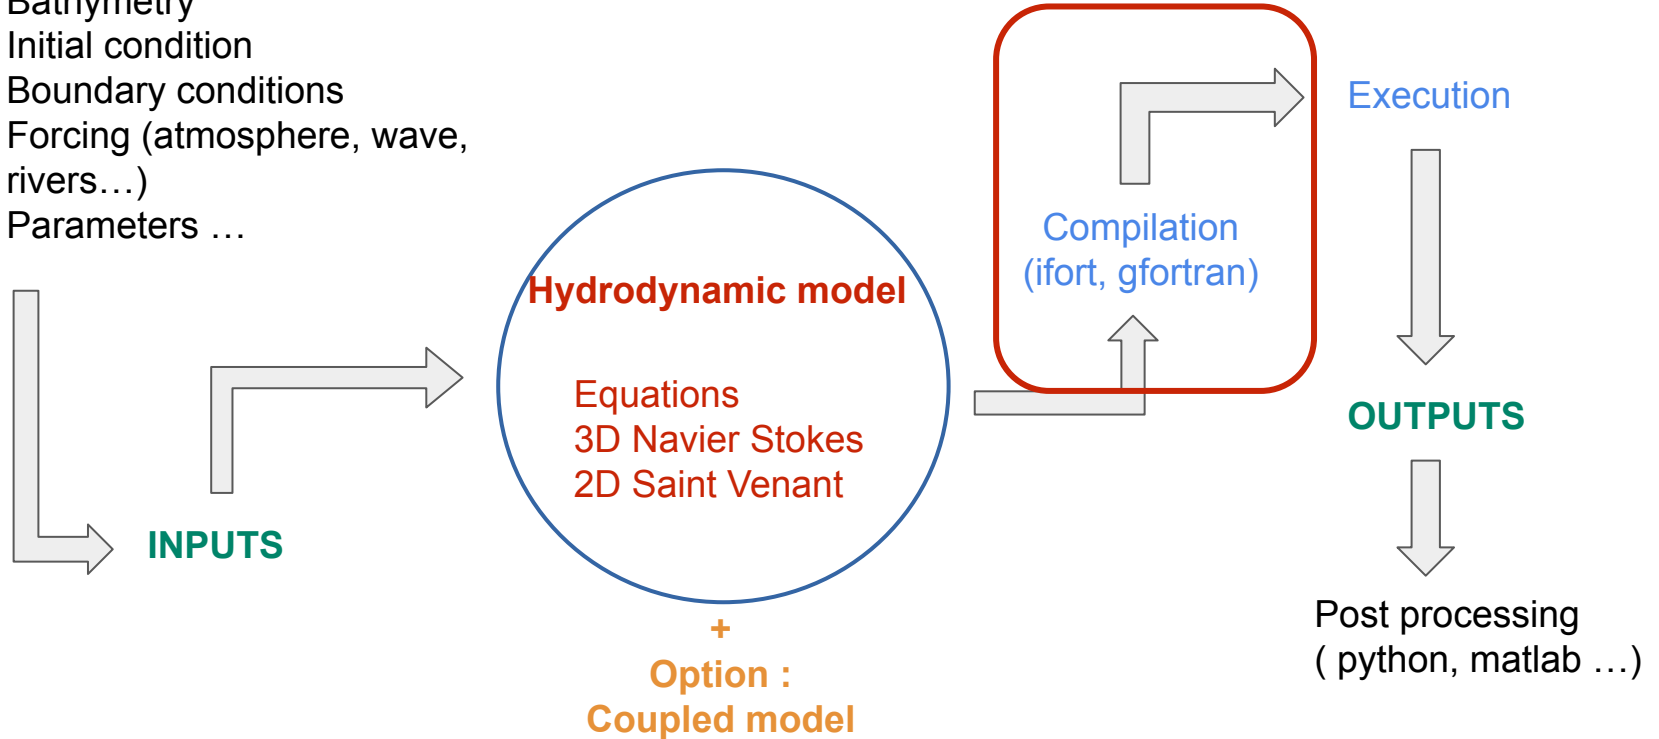 Bathymetry
Initial condition
Boundary conditions
Forcing (atmosphere, wave,
rivers…)
Parameters …
INPUTS
Hydrodynamic model
Equations
3D Navier Stokes
2D Saint Venant
+
Option :
Coupled model
Compilation
(ifort, gfortran)
Execution
OUTPUTS
Post processing
( python, matlab …)